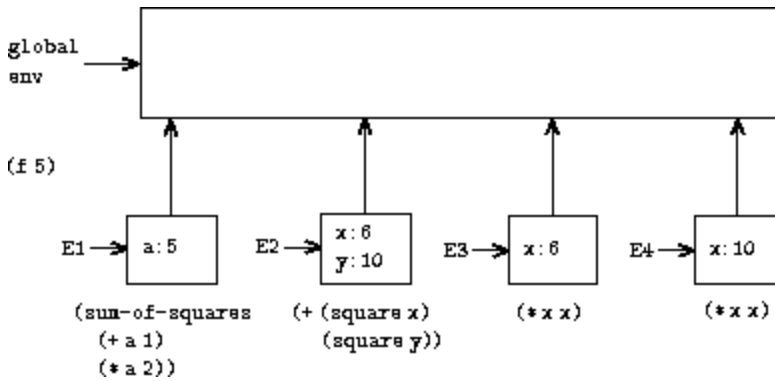 global
env
(f 5)
E1
a:5
E2
x:6
y:10
E3
x:6
E4
x:10
(sum-of-squares
(+ a 1)
(* a 2))
(+ (square x)
(square y))
(* x x)
(* x x)